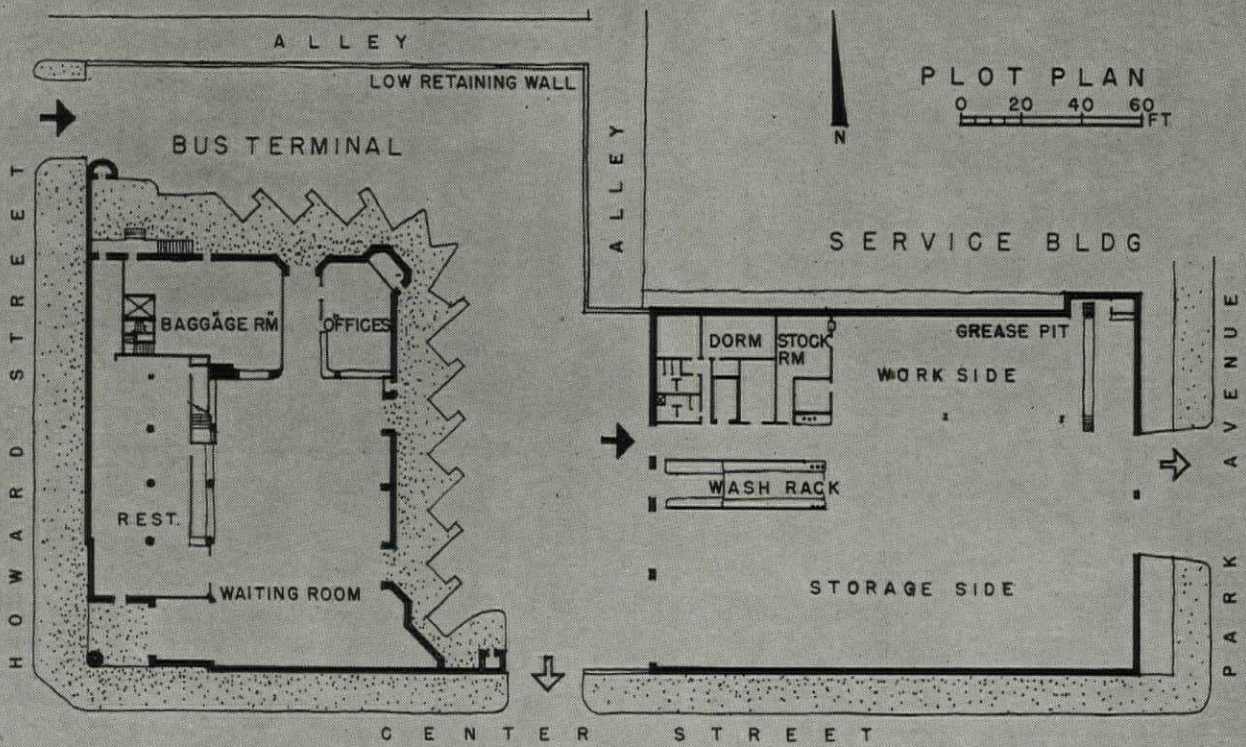 ALLEY
LOW RETAINING WALL
PLOT PLAN
0 20 40 60
FT
N
BUS TERMINAL
ALLEY
SERVICE BLDG
HOWARD STREET
BAGGAGE RM
OFFICES
DORM
STOCK
RM
GREASE PIT
WORK SIDE
T
T
WASH RACK
REST.
WAITING ROOM
STORAGE SIDE
PARK AVENUE
CENTER STREET